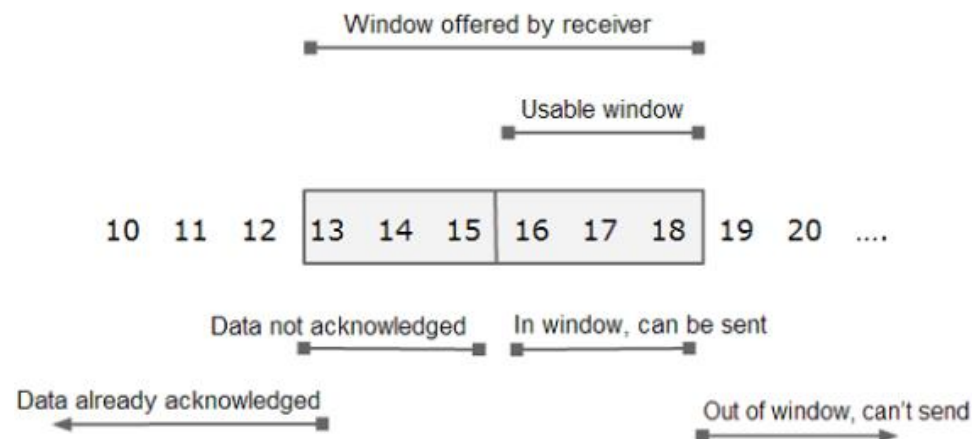 Window offered by receiver
Usable window
10 11 12 13 14 15 16 17 18 19 20 ....
Data not acknowledged In window, can be sent
Data already acknowledged Out of window, can't send